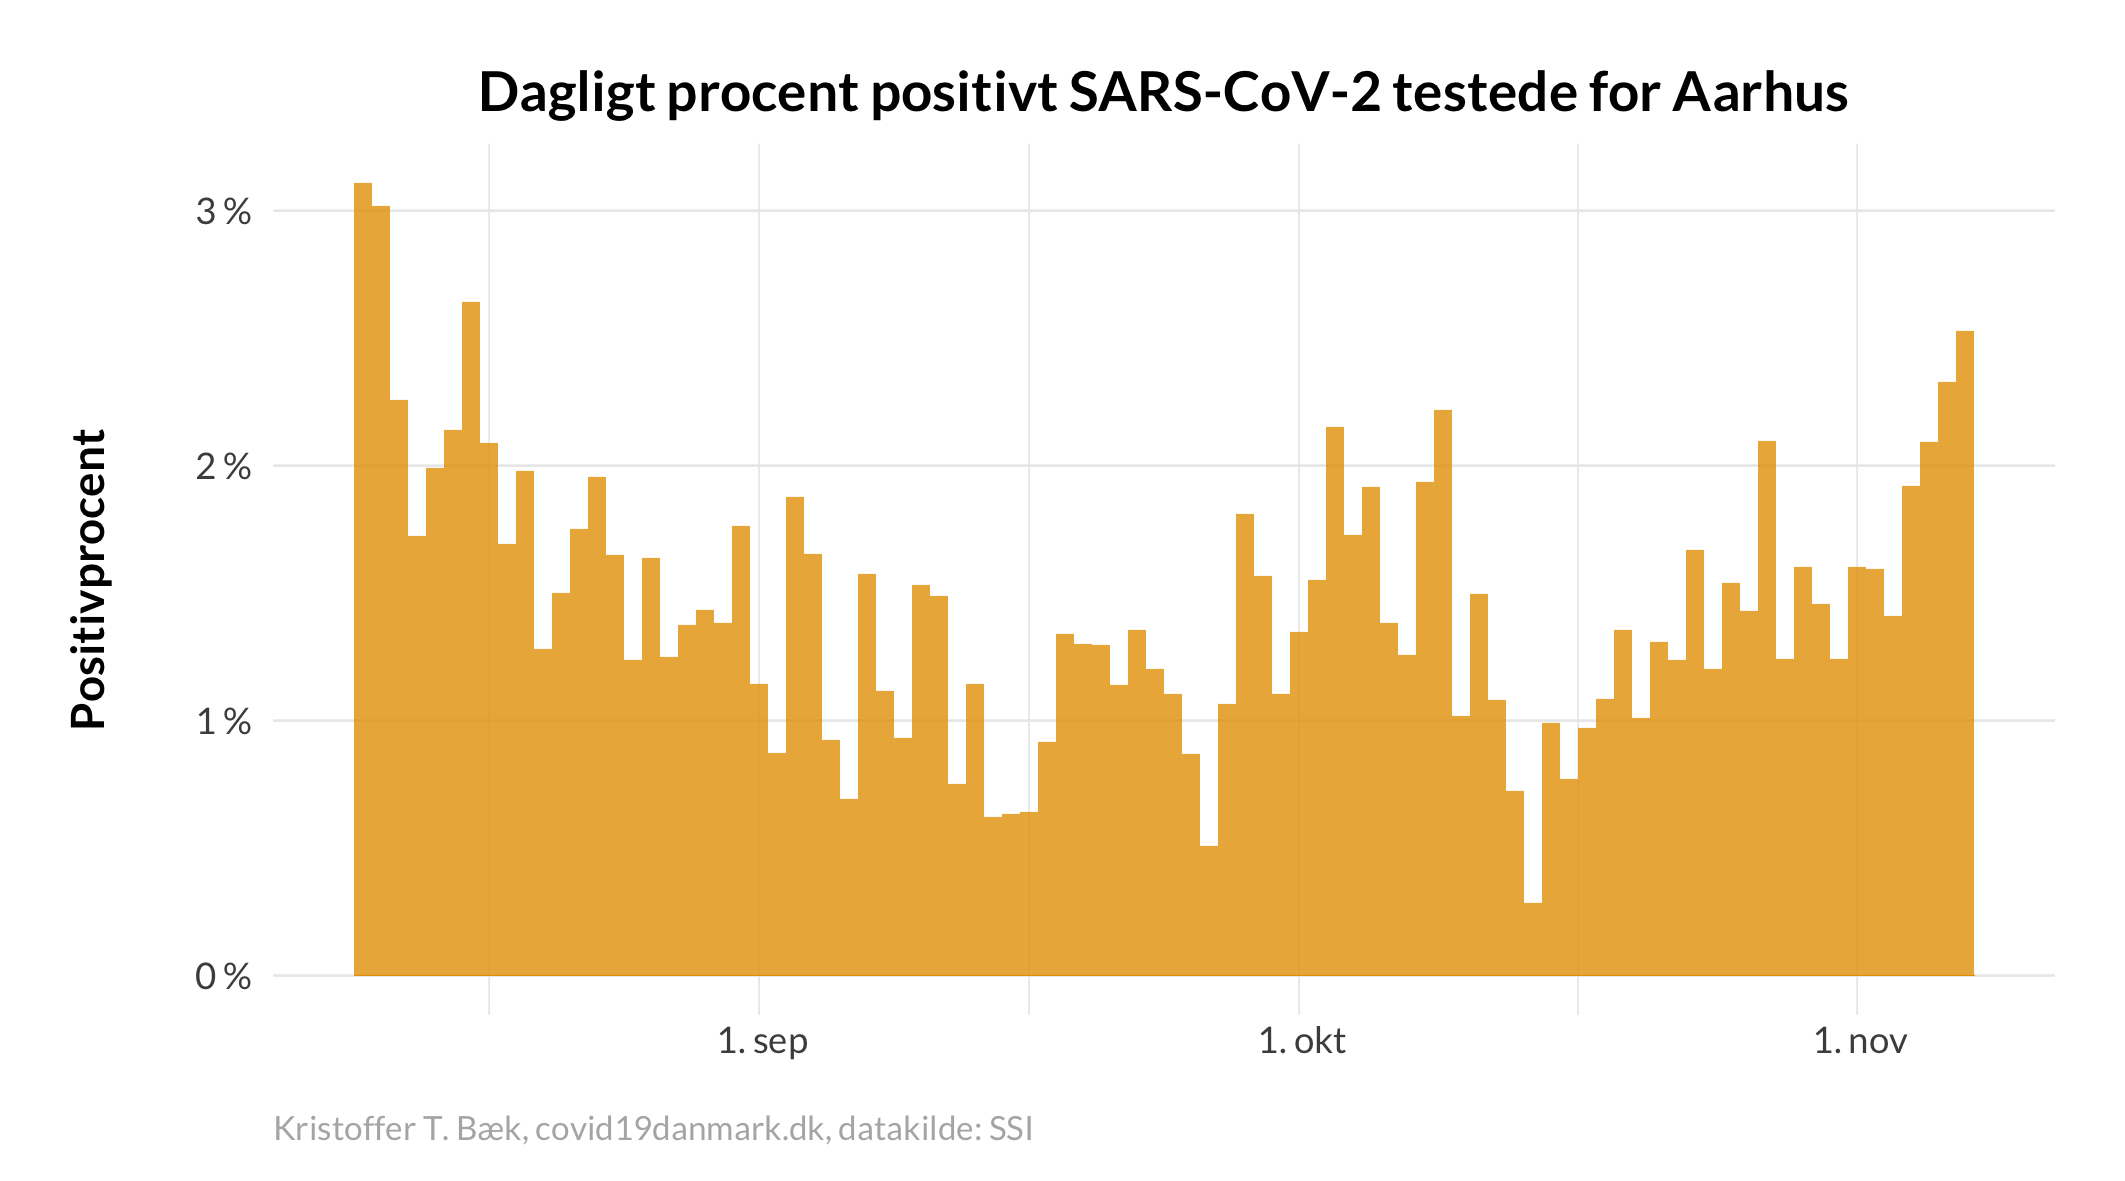 Dagligt procent positivt SARS-CoV-2 testede for Aarhus
Positivprocent
3 %
2 %
1 %
0 %
1. sep
1. okt
1. nov
Kristoffer T. Bæk, covid19danmark.dk, datakilde: SSI